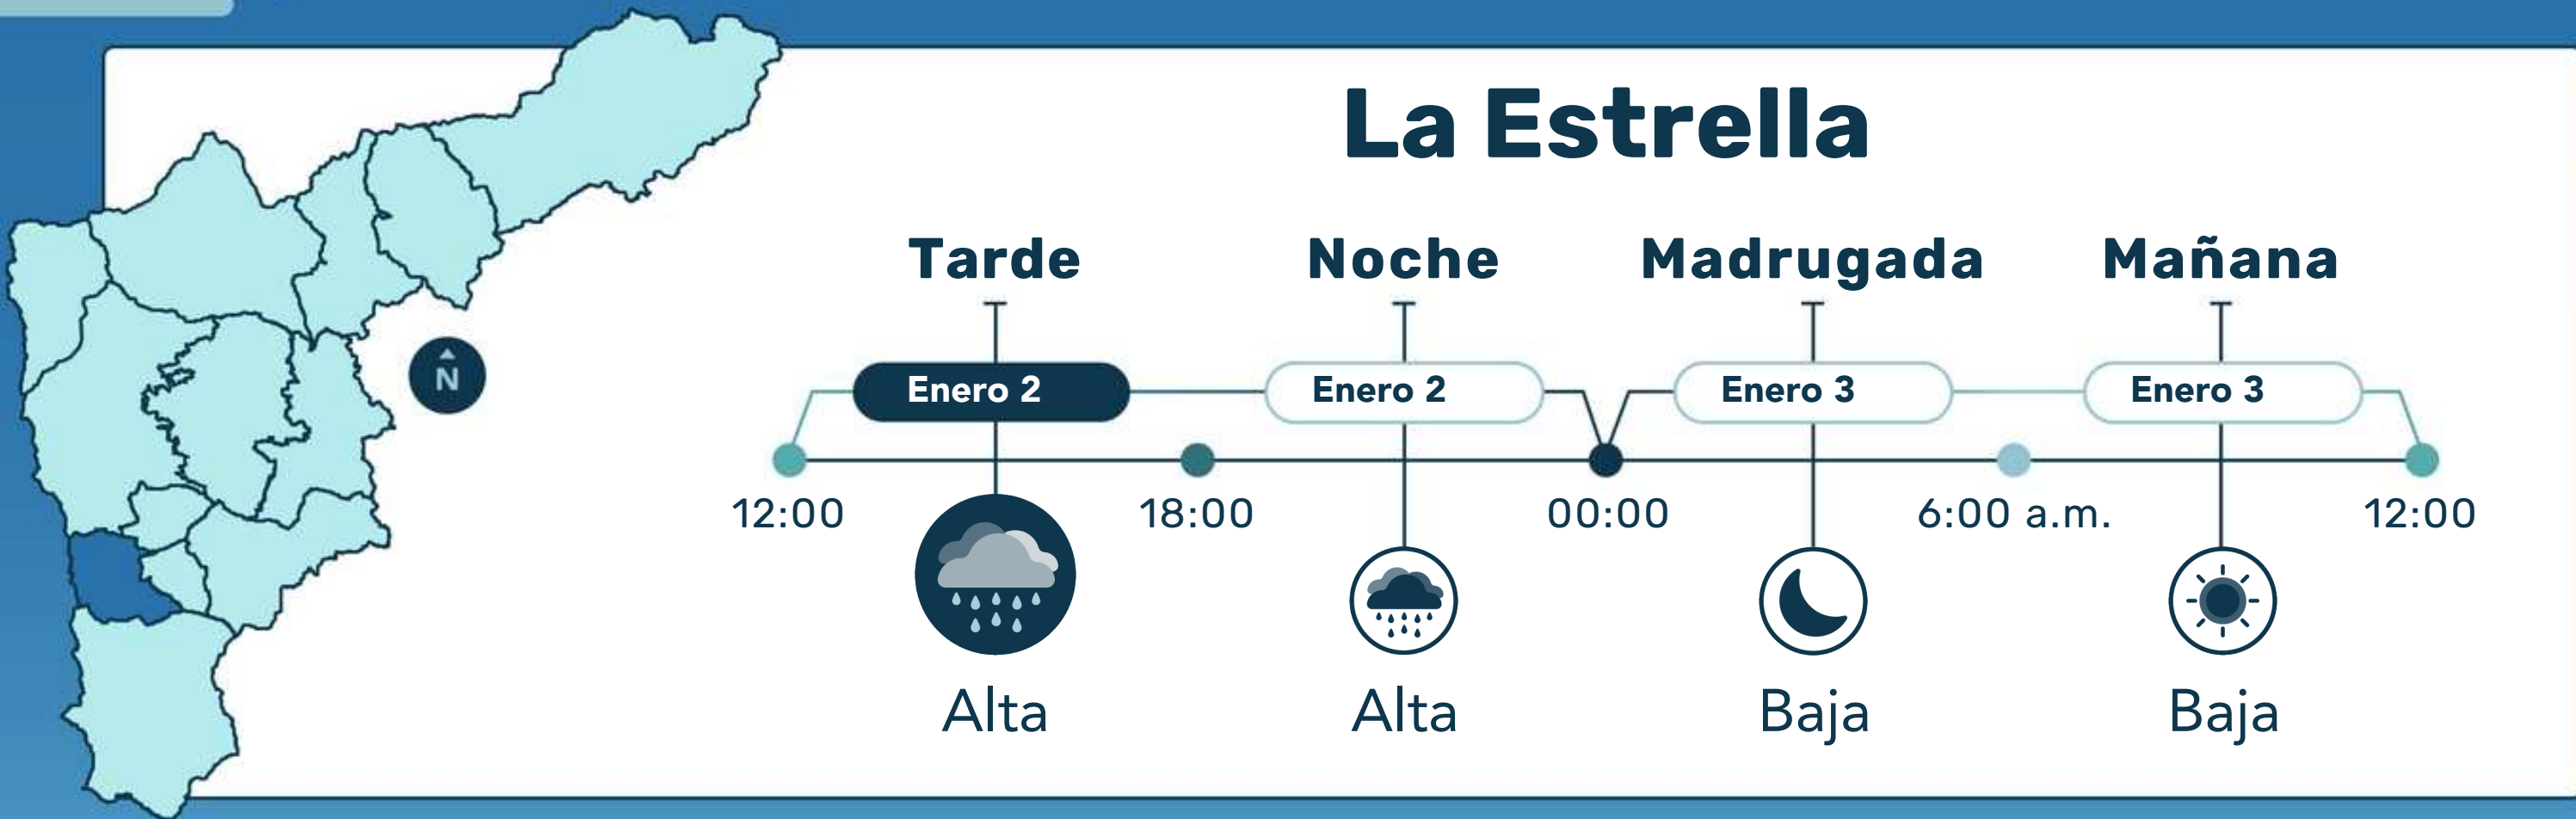 La Estrella
Tarde Noche Madrugada Mañana
N
Enero 2 Enero 2 Enero 3 Enero 3
12:00 18:00 00:00 6:00 a.m. 12:00
Alta Alta Baja Baja